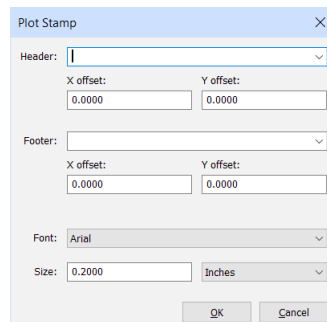 Plot Stamp
Header:
X offset: Y offset:
0.0000 0.0000
Footer:
X offset: Y offset:
0.0000 0.0000
Font: Arial
Size: 0.2000 Inches
OK Cancel